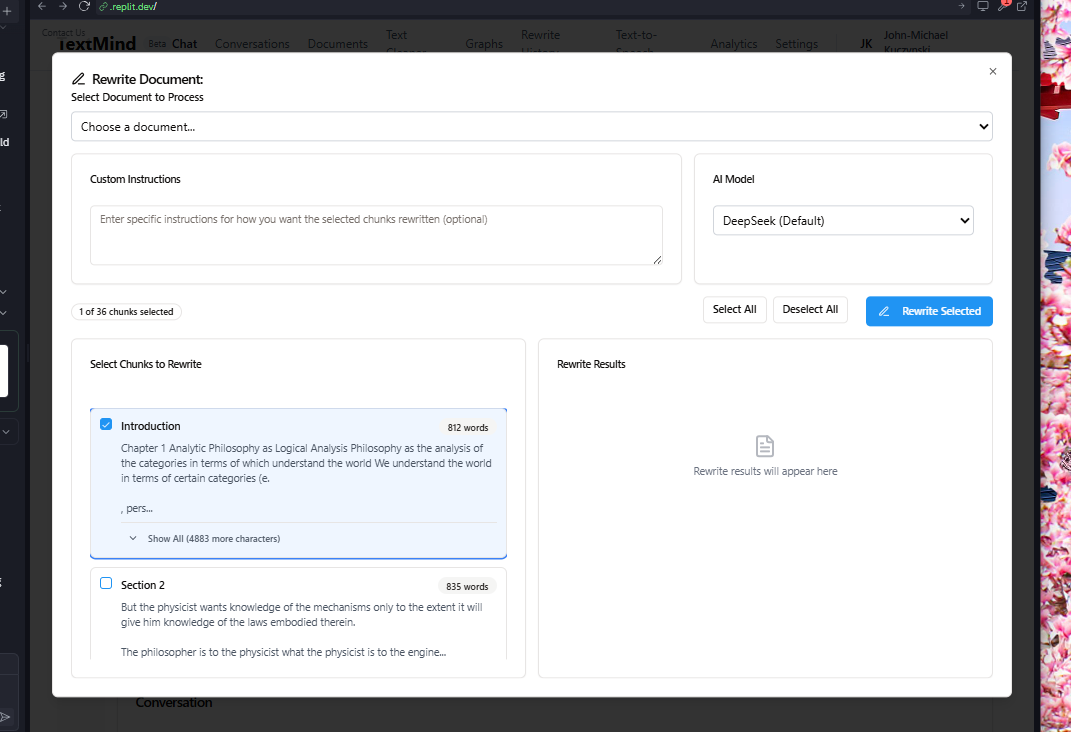 .replit.dev/
Contact Us
TextMind Beta Chat Conversations Documents Text Graphs Rewrite Text-to- Analytics Settings JK John-Michael
Kuczynski
Rewrite Document:
Select Document to Process
Choose a document...
Custom Instructions
Enter specific instructions for how you want the selected chunks rewritten (optional)
AI Model
DeepSeek (Default)
1 of 36 chunks selected
Select All
Deselect All
Rewrite Selected
Select Chunks to Rewrite
Introduction
812 words
Chapter 1 Analytic Philosophy as Logical Analysis Philosophy as the analysis of
the categories in terms of which understand the world We understand the world
in terms of certain categories (e.
, pers...
Show All (4883 more characters)
Section 2
835 words
But the physicist wants knowledge of the mechanisms only to the extent it will
give him knowledge of the laws embodied therein.
The philosopher is to the physicist what the physicist is to the engine...
Rewrite Results
Rewrite results will appear here
Conversation